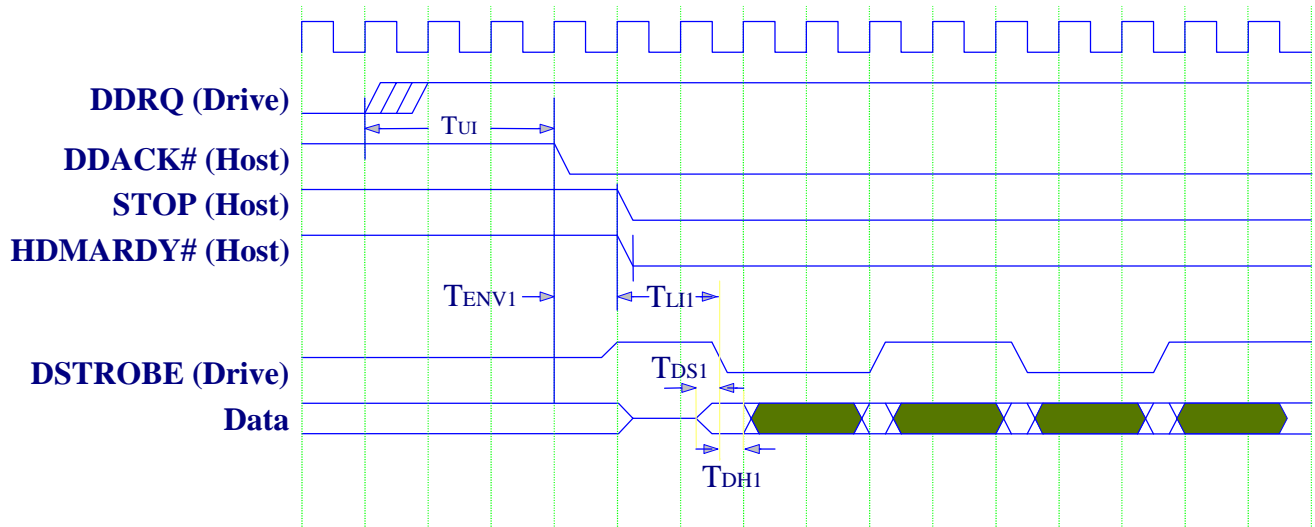 DDRQ (Drive)
TUI
DDACK# (Host)
STOP (Host)
HDMARDY# (Host)
TENV1
TLI1
DSTROBE (Drive)
TDS1
Data
TDH1